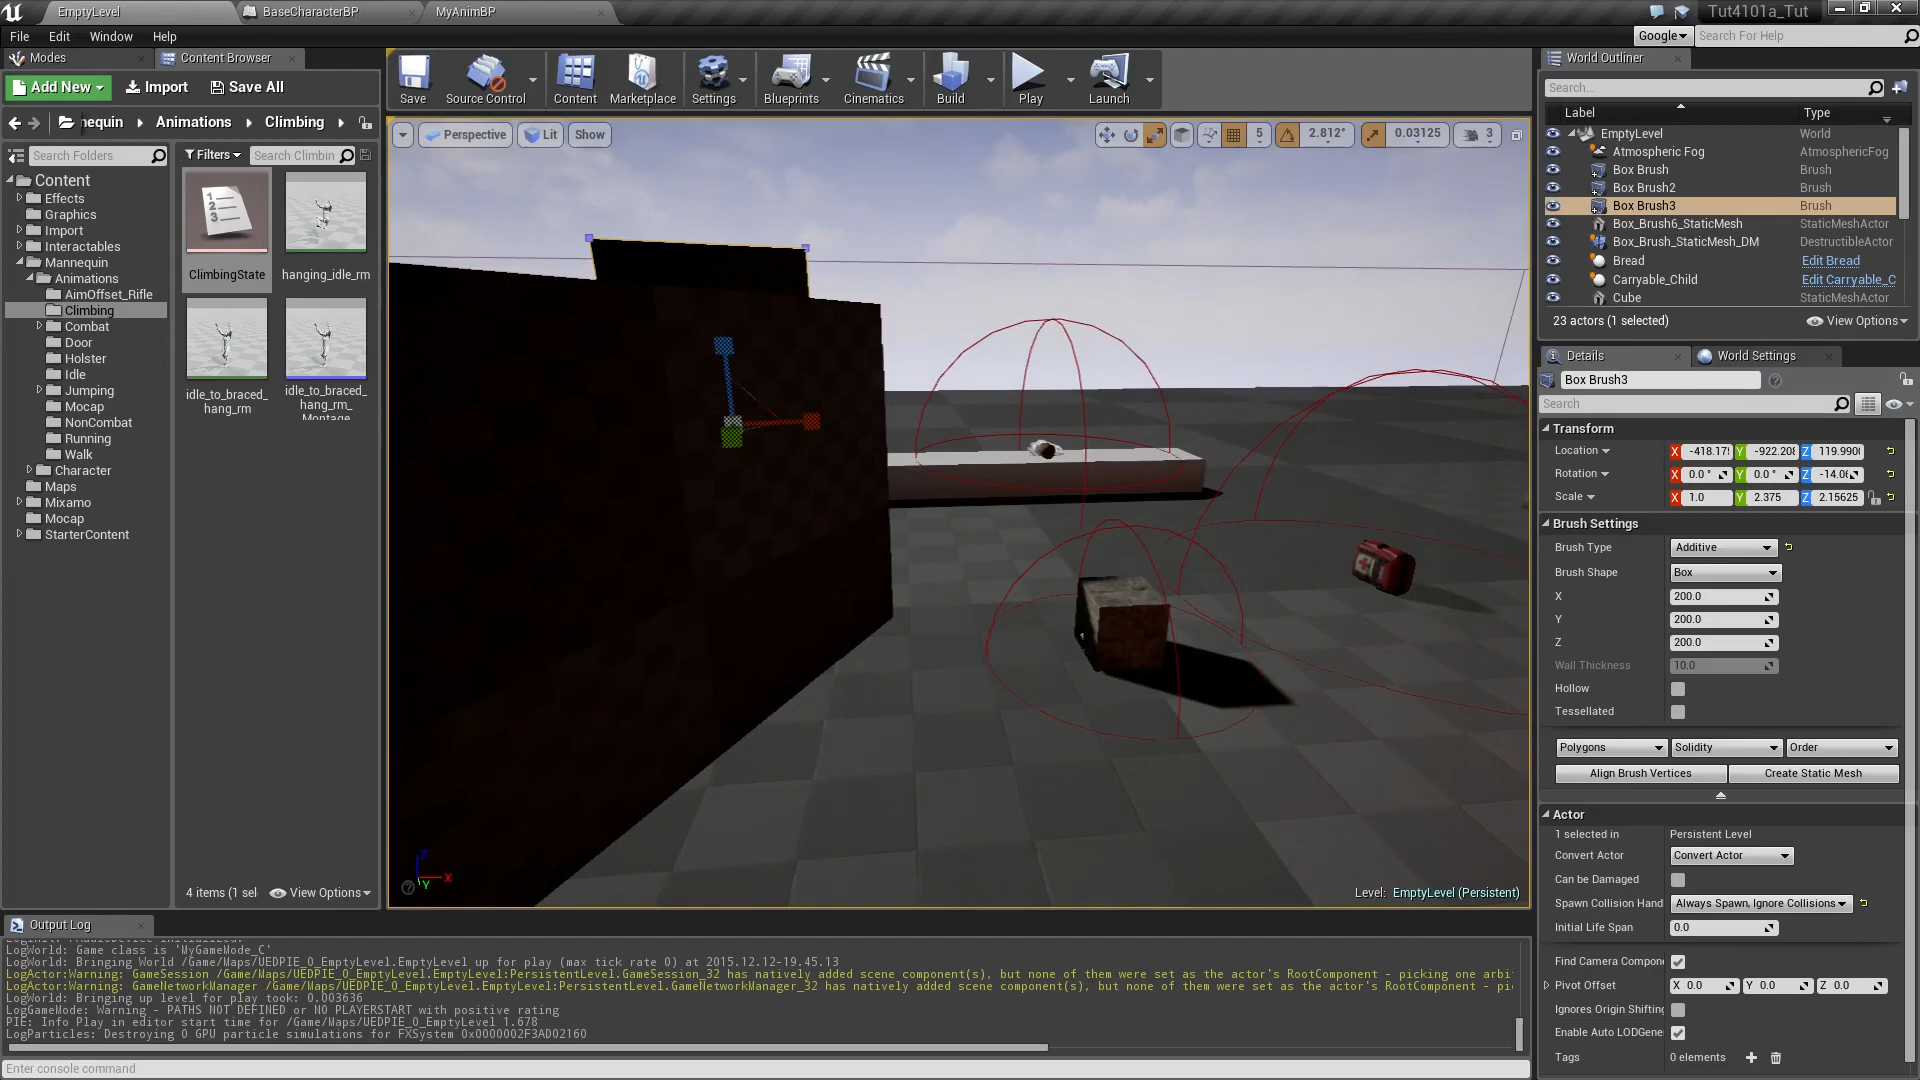 EmptyLevel
BaseCharacterBP
MyAnimBP
Tut4101a_Tut
File Edit Window Help
Google
Search For Help
Modes
Content Browser
Add New Import Save All
nequin Animations Climbing
Search Folders
Filters
Search Climbin
Content
Effects
Graphics
Import
Interactables
Mannequin
Animations
AimOffset_Rifle
Climbing
Combat
Door
Holster
Idle
Jumping
Mocap
NonCombat
Running
Walk
Character
Maps
Mixamo
Mocap
StarterContent
ClimbingState
hanging_idle_rm
idle_to_braced_
hang_rm
idle_to_braced_
hang_rm_
4 items (1 sel
View Options
Save
Source Control
Content
Marketplace
Settings
Blueprints
Cinematics
Build
Play
Launch
Perspective
Lit
Show
5
2.812°
0.03125
3
Z
X
Y
Level: EmptyLevel (Persistent)
World Outliner
Search...
Label Type
EmptyLevel World
Atmospheric Fog AtmosphericFog
Box Brush Brush
Box Brush2 Brush
Box Brush3 Brush
Box_Brush6_StaticMesh StaticMeshActor
Box_Brush_StaticMesh_DM DestructibleActor
Bread Edit Bread
Carryable_Child Edit Carryable_C
Cube StaticMeshActor
23 actors (1 selected)
View Options
Details
World Settings
Box Brush3
Search
Transform
Location X -418.17 Y -922.208 Z 119.990
Rotation X 0.0 ° Y 0.0 ° Z -14.0
Scale X 1.0 Y 2.375 Z 2.15625
Brush Settings
Brush Type Additive
Brush Shape Box
X 200.0
Y 200.0
Z 200.0
Wall Thickness 10.0
Hollow
Tessellated
Polygons Solidity Order
Align Brush Vertices Create Static Mesh
Actor
1 selected in Persistent Level
Convert Actor Convert Actor
Can be Damaged
Spawn Collision Hand Always Spawn, Ignore Collisions
Initial Life Span 0.0
Find Camera Compon
Pivot Offset X 0.0 Y 0.0 Z 0.0
Ignores Origin Shifting
Enable Auto LODGene
Tags 0 elements
Output Log
LogWorld: Game class is 'MyGameMode_C'
LogWorld: Bringing World /Game/Maps/UEDPIE_0_EmptyLevel.EmptyLevel up for play (max tick rate 0) at 2015.12.12-19.45.13
LogActor:Warning: GameSession /Game/Maps/UEDPIE_0_EmptyLevel.EmptyLevel:PersistentLevel.GameSession_32 has natively added scene component(s), but none of them were set as the actor's RootComponent - picking one arbi
LogActor:Warning: GameNetworkManager /Game/Maps/UEDPIE_0_EmptyLevel.EmptyLevel:PersistentLevel.GameNetworkManager_32 has natively added scene component(s), but none of them were set as the actor's RootComponent - pi
LogWorld: Bringing up level for play took: 0.003636
LogGameMode: Warning - PATHS NOT DEFINED or NO PLAYERSTART with positive rating
PIE: Info Play in editor start time for /Game/Maps/UEDPIE_0_EmptyLevel 1.678
LogParticles: Destroying 0 GPU particle simulations for FXSystem 0x0000002F3AD02160
Enter console command